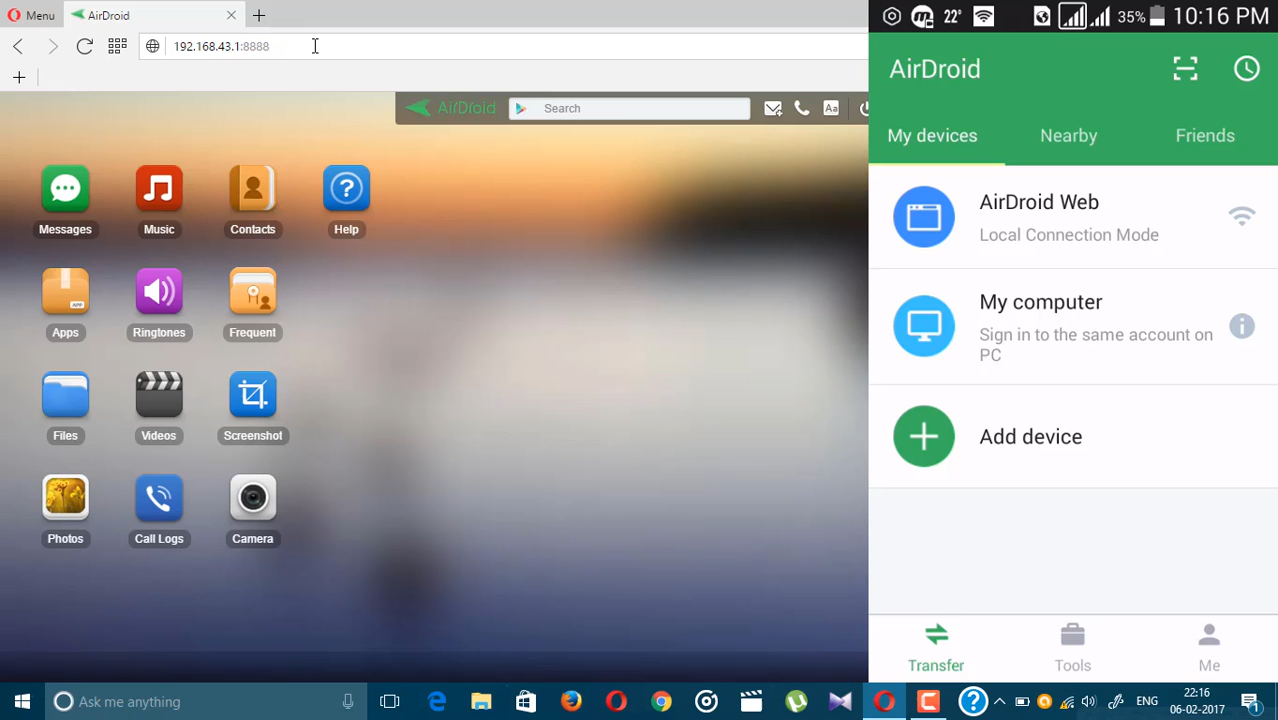 Menu
AirDroid
192.168.43.1:8888
AirDroid
Search
Aa
Messages
Music
Contacts
Help
Apps
APP
Ringtones
Frequent
Files
Videos
Screenshot
Photos
Call Logs
Camera
22°
35%
10:16 PM
AirDroid
My devices
Nearby
Friends
AirDroid Web
Local Connection Mode
My computer
Sign in to the same account on
PC
Add device
Transfer
Tools
Me
Ask me anything
ENG
22:16
06-02-2017
1